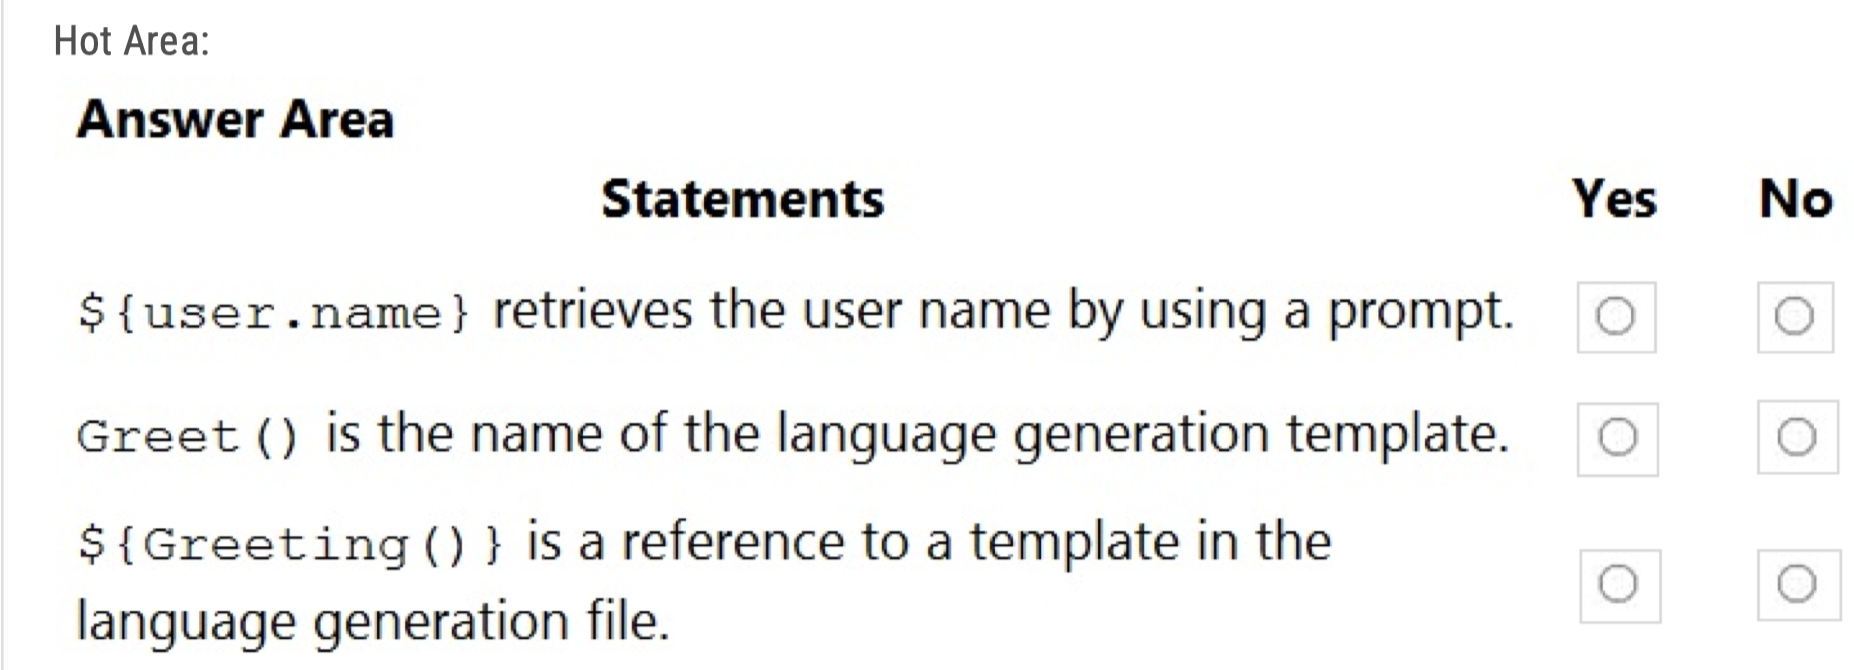 Hot Area:
Answer Area
Statements Yes No
${user.name} retrieves the user name by using a prompt.
Greet() is the name of the language generation template.
${Greeting()} is a reference to a template in the
language generation file.